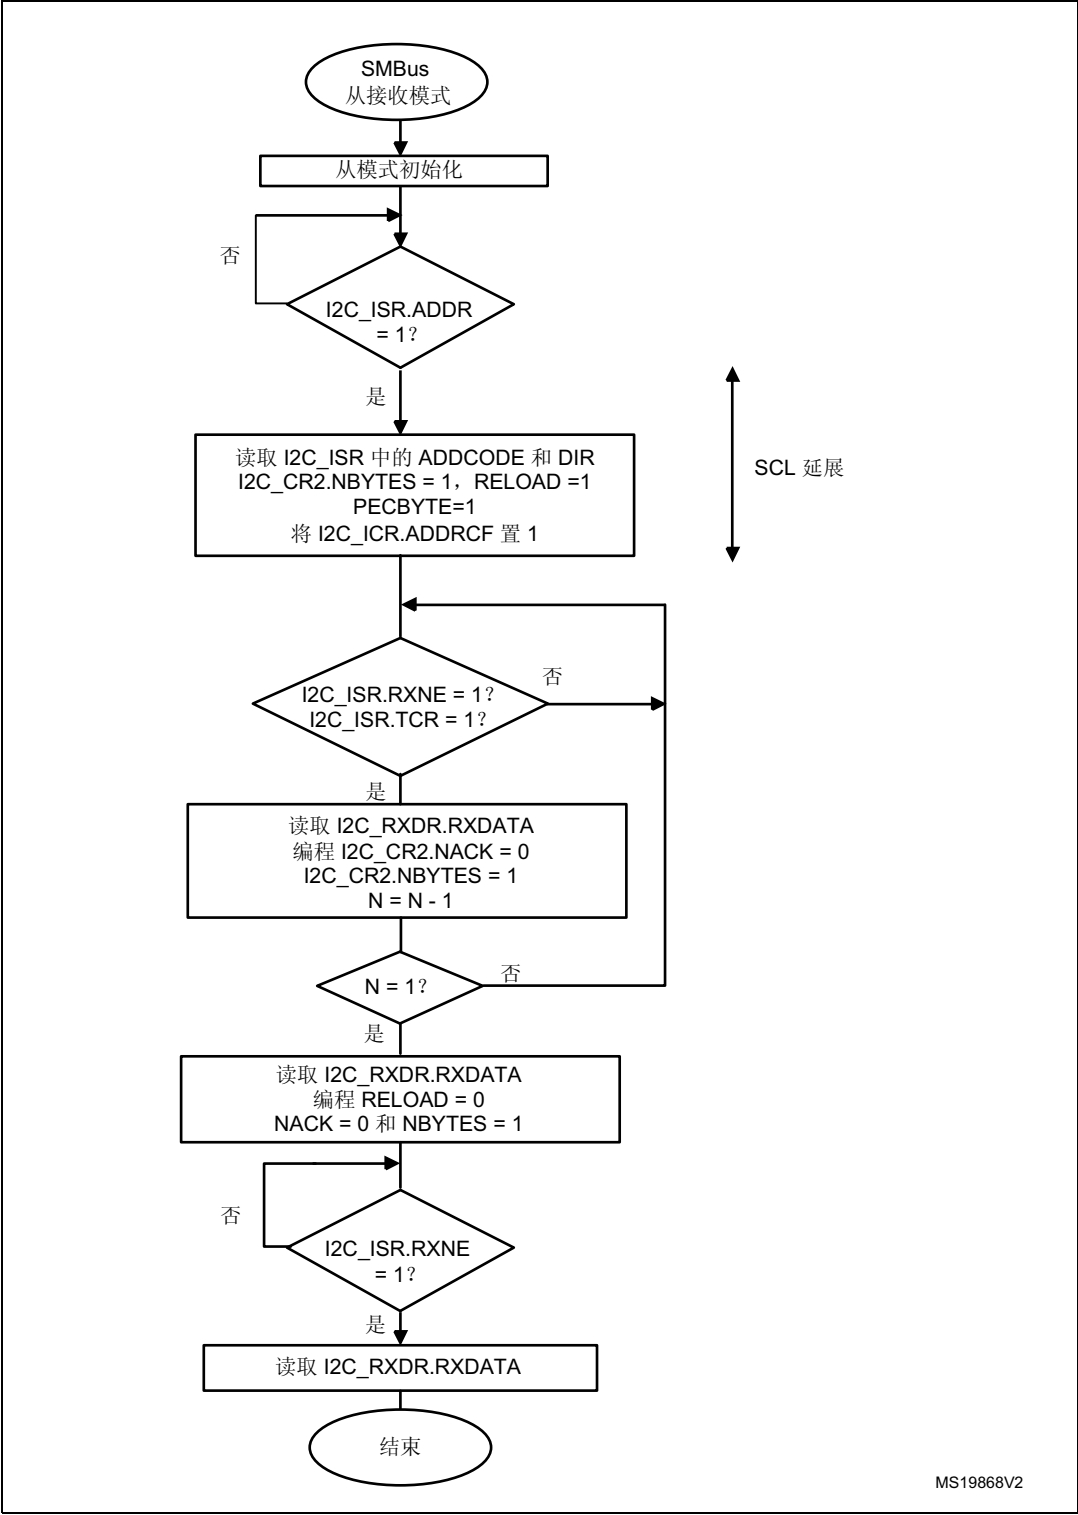 SMBus
从接收模式
从模式初始化
否
I2C_ISR.ADDR
= 1?
是
读取 I2C_ISR 中的 ADDCODE 和 DIR
I2C_CR2.NBYTES = 1，RELOAD =1
PECBYTE=1
将 I2C_ICR.ADDRCF 置 1
SCL 延展
I2C_ISR.RXNE = 1?
I2C_ISR.TCR = 1?
否
是
读取 I2C_RXDR.RXDATA
编程 I2C_CR2.NACK = 0
I2C_CR2.NBYTES = 1
N = N - 1
N = 1?
否
是
读取 I2C_RXDR.RXDATA
编程 RELOAD = 0
NACK = 0 和 NBYTES = 1
否
I2C_ISR.RXNE
= 1?
是
读取 I2C_RXDR.RXDATA
结束
MS19868V2